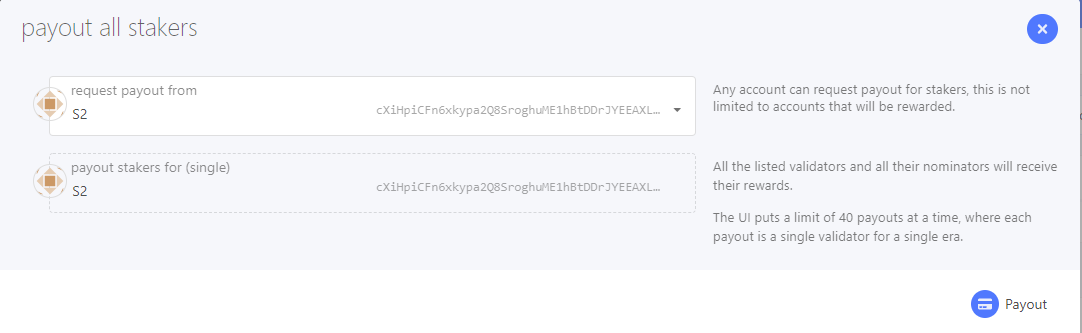 payout all stakers
request payout from
S2
cXiHpiCFn6xkypa2Q8SroghuME1hBtDDrJYEEAXL…
Any account can request payout for stakers, this is not
limited to accounts that will be rewarded.
payout stakers for (single)
S2
cXiHpiCFn6xkypa2Q8SroghuME1hBtDDrJYEEAXL…
All the listed validators and all their nominators will receive
their rewards.
The UI puts a limit of 40 payouts at a time, where each
payout is a single validator for a single era.
Payout